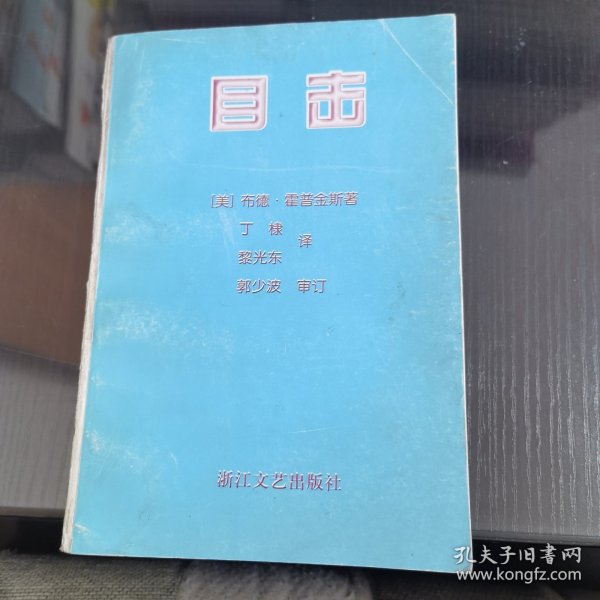 目击
[美] 布德·霍普金斯著
丁棣
黎光东 译
郭少波 审订
浙江文艺出版社
孔夫子旧书网
www.kongfz.com